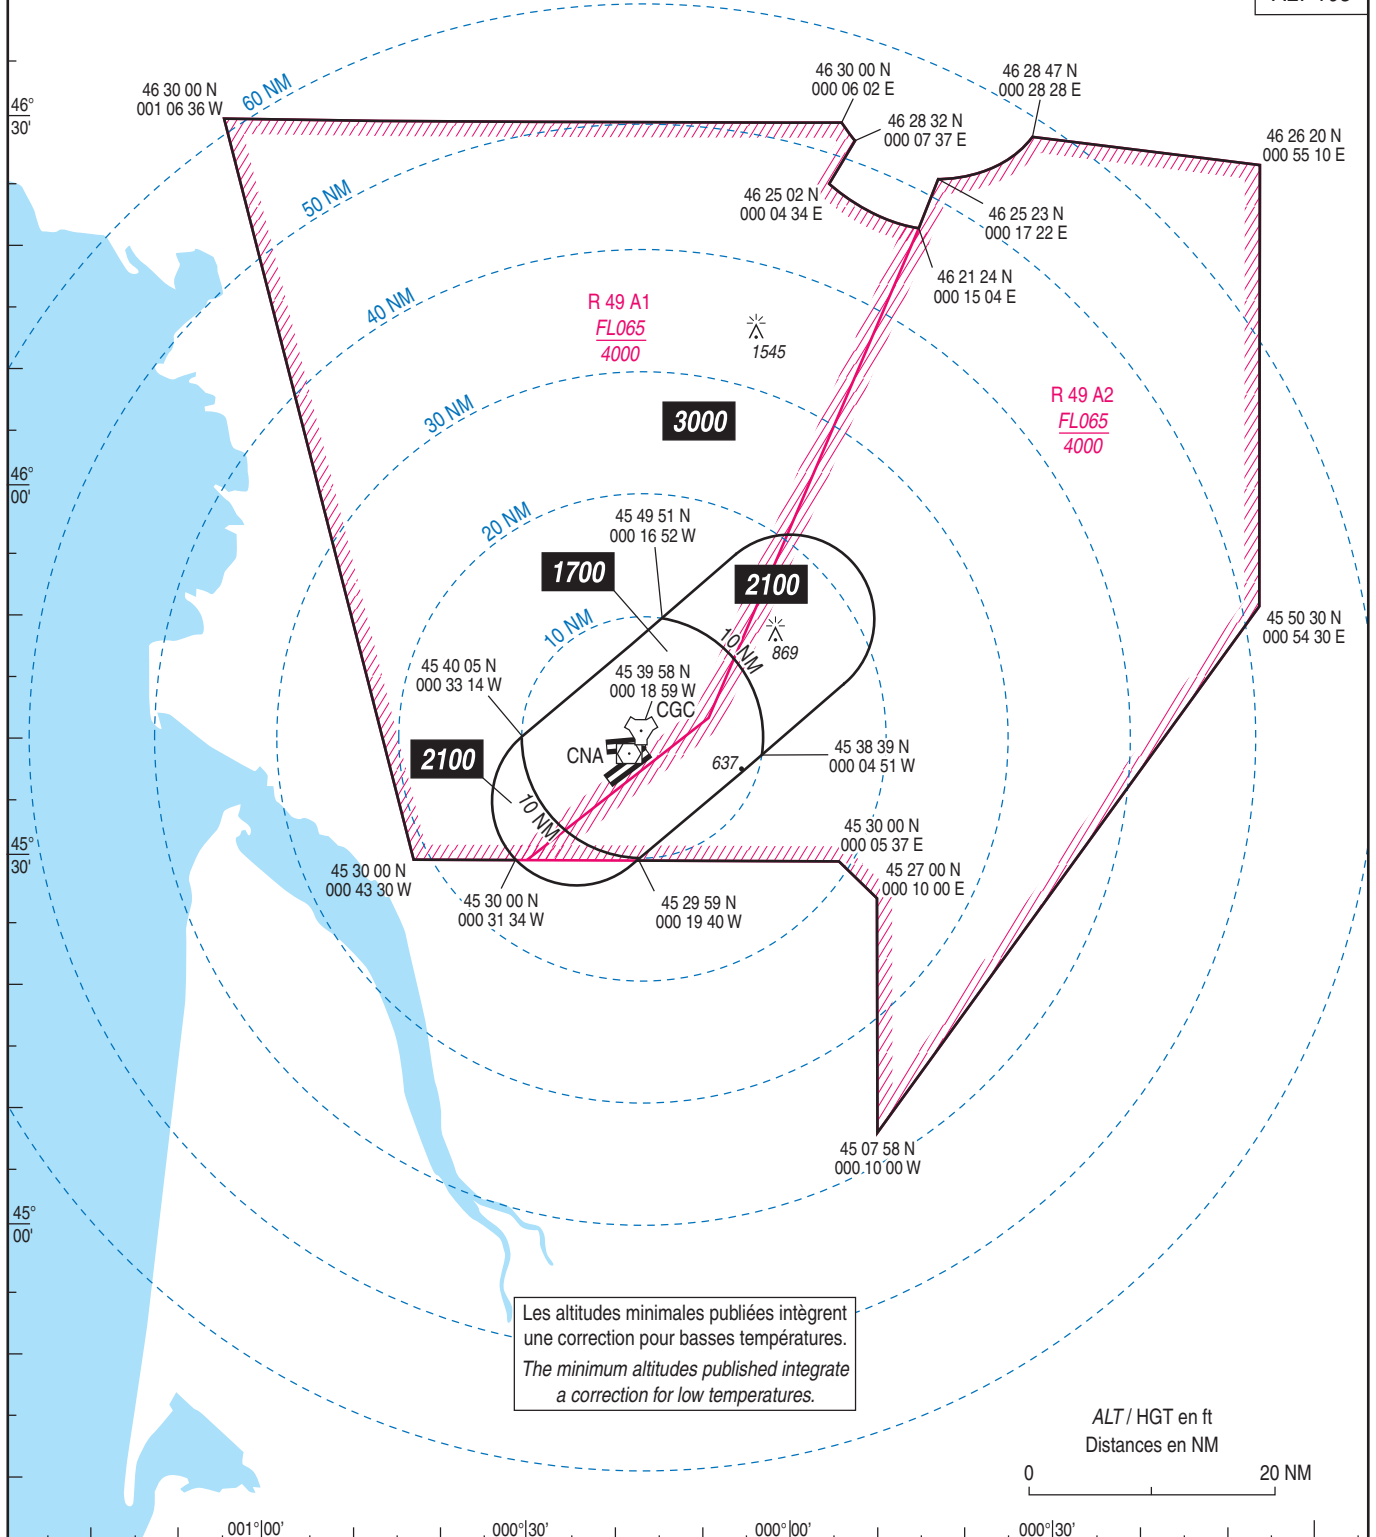 46 30 00 N
001 06 36 W
60 NM
46 30 00 N
000 06 02 E
46 28 47 N
000 28 28 E
46°
30'
46 28 32 N
000 07 37 E
46 26 20 N
000 55 10 E
50 NM
46 25 02 N
000 04 34 E
46 25 23 N
000 17 22 E
46 21 24 N
000 15 04 E
40 NM
R 49 A1
FL065
4000
1545
R 49 A2
FL065
4000
30 NM
3000
46°
00'
20 NM
45 49 51 N
000 16 52 W
1700
2100
10 NM
10 NM
869
45 50 30 N
000 54 30 E
45 40 05 N
000 33 14 W
45 39 58 N
000 18 59 W
CGC
CNA
2100
637
45 38 39 N
000 04 51 W
10 NM
45 30 00 N
000 05 37 E
45°
30'
45 30 00 N
000 43 30 W
45 27 00 N
000 10 00 E
45 30 00 N
000 31 34 W
45 29 59 N
000 19 40 W
45 07 58 N
000 10 00 W
45°
00'
Les altitudes minimales publiées intègrent
une correction pour basses températures.
The minimum altitudes published integrate
a correction for low temperatures.
ALT / HGT en ft
Distances en NM
0 20 NM
001°00' 000°30' 000°00' 000°30'